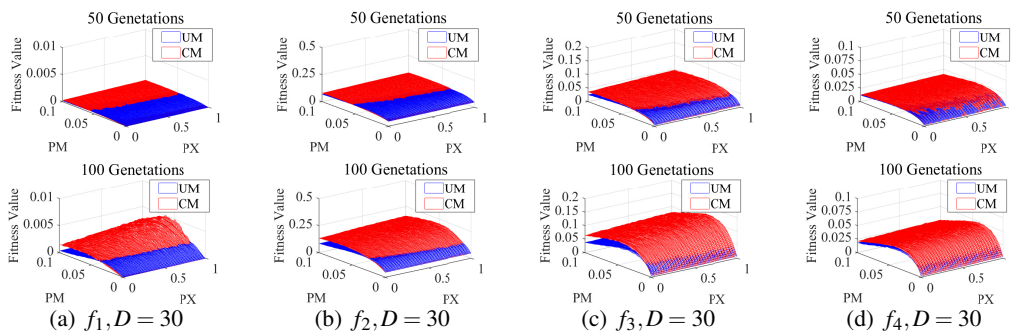 50 Genetations
50 Genetations
50 Genetations
50 Genetations
UM
CM
UM
CM
UM
CM
UM
CM
Fitness Value
0.01
0.005
0
0.1
0.05
0
PM
0
0.5
1
PX
Fitness Value
0.5
0.25
0
0.1
0.05
0
PM
0
0.5
1
PX
Fitness Value
0.2
0.15
0.1
0.05
0
0.1
0.05
0
PM
0
0.5
1
PX
Fitness Value
0.1
0.075
0.05
0.025
0
0.1
0.05
0
PM
0
0.5
1
PX
100 Genetations
100 Genetations
100 Genetations
100 Genetations
UM
CM
UM
CM
UM
CM
UM
CM
Fitness Value
0.01
0.005
0
0.1
0.05
0
PM
0
0.5
1
PX
Fitness Value
0.5
0.25
0
0.1
0.05
0
PM
0
0.5
1
PX
Fitness Value
0.2
0.15
0.1
0.05
0
0.1
0.05
0
PM
0
0.5
1
PX
Fitness Value
0.1
0.075
0.05
0.025
0
0.1
0.05
0
PM
0
0.5
1
PX
(a) f1, D = 30
(b) f2, D = 30
(c) f3, D = 30
(d) f4, D = 30